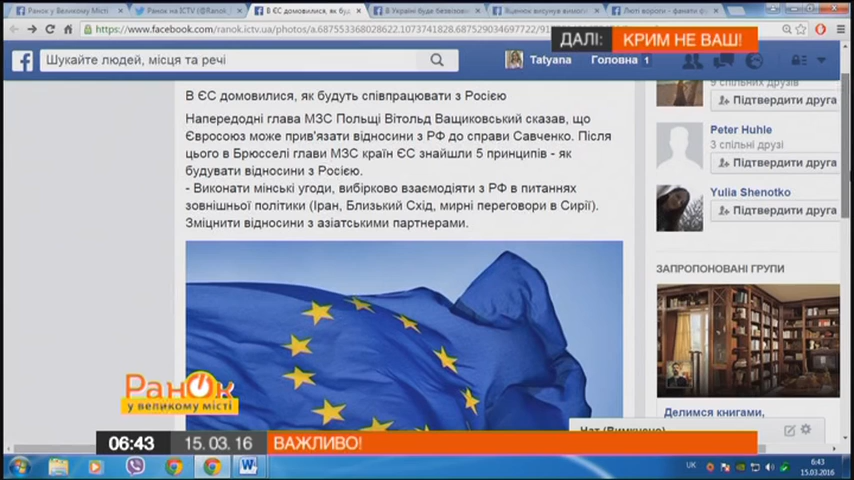 Ранок у Великому Місті
Ранок на ICTV (@Ranok_
В ЄС домовилися, як буд
В Україні буде безвізов
Яценюк висунув вимоги
Люті вороги - фанати ф
https://www.facebook.com/ranok.ictv.ua/photos/a.687553368028622.1073741828.687529034697722/91
ДАЛІ: КРИМ НЕ ВАШ!
Шукайте людей, місця та речі
Tatyana Головна 1
В ЄС домовилися, як будуть співпрацювати з Росією
Напередодні глава МЗС Польщі Вітольд Ващиковський сказав, що
Євросоюз може прив'язати відносини з РФ до справи Савченко. Після
цього в Брюсселі глави МЗС країн ЄС знайшли 5 принципів - як
будувати відносини з Росією.
- Виконати мінські угоди, вибірково взаємодіяти з РФ в питаннях
зовнішньої політики (Іран, Близький Схід, мирні переговори в Сирії).
Зміцнити відносини з азіатськими партнерами.
9 спільних друзів
Підтвердити друга
Peter Huhle
3 спільні друзі
Підтвердити друга
Yulia Shenotko
Підтвердити друга
ЗАПРОПОНОВАНІ ГРУПИ
Делимся книгами,
Чат (Вимкнено)
РанОк
у великому місті
06:43 15.03.16 ВАЖЛИВО!
UK
6:43
15.03.2016